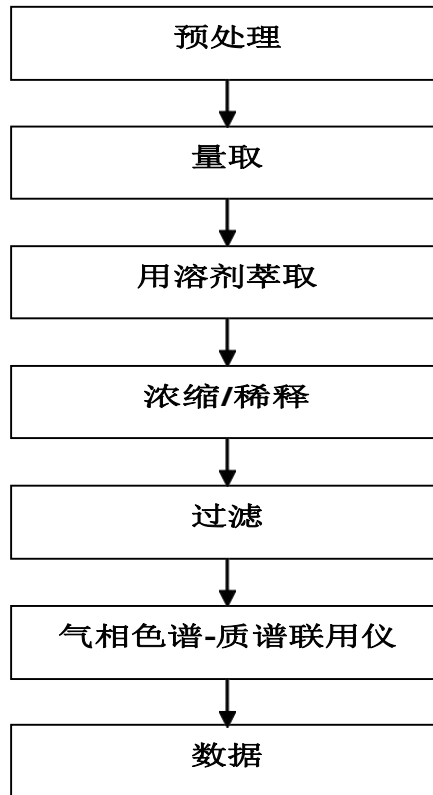 预处理
量取
用溶剂萃取
浓缩/稀释
过滤
气相色谱-质谱联用仪
数据